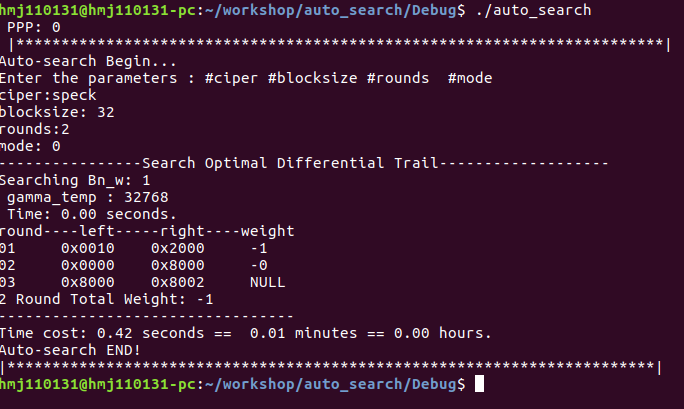 hmj110131@hmj110131-pc:~/workshop/auto_search/Debug$ ./auto_search
PPP: 0
|************************************************************************|
Auto-search Begin...
Enter the parameters : #ciper #blocksize #rounds  #mode
ciper:speck
blocksize: 32
rounds:2
mode: 0
----------------Search Optimal Differential Trail-------------------
Searching Bn_w: 1
 gamma_temp : 32768
 Time: 0.00 seconds.
round----left-----right----weight
01     0x0010    0x2000     -1
02     0x0000    0x8000     -0
03     0x8000    0x8002     NULL
2 Round Total Weight: -1
---------------------------------
Time cost: 0.42 seconds ==  0.01 minutes == 0.00 hours.
Auto-search END!
|************************************************************************|
hmj110131@hmj110131-pc:~/workshop/auto_search/Debug$